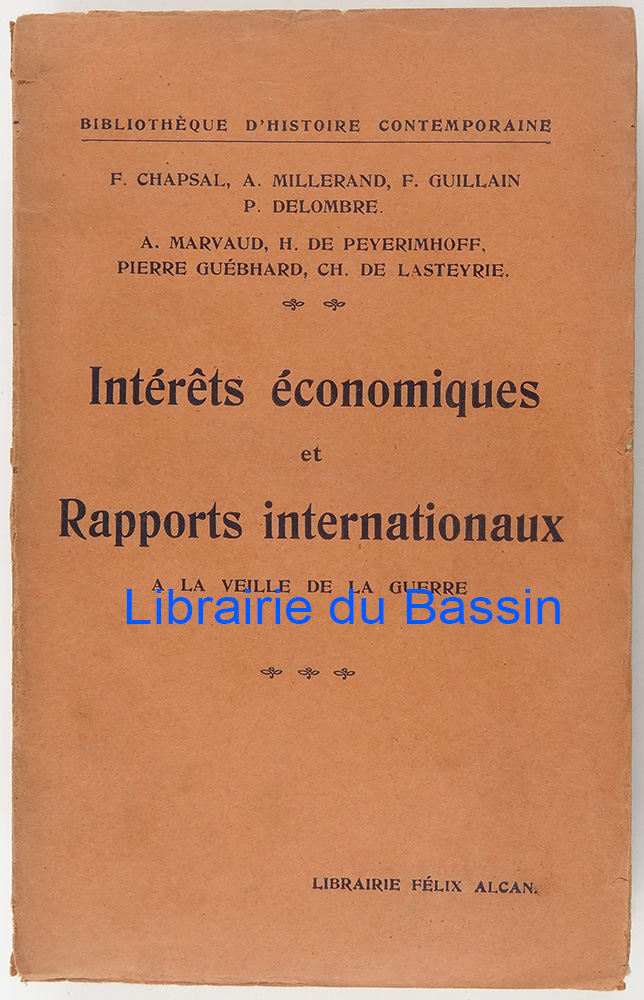 BIBLIOTHÈQUE D'HISTOIRE CONTEMPORAINE
F. CHAPSAL, A. MILLERAND, F. GUILLAIN
P. DELOMBRE.
A. MARVAUD, H. DE PEYERIMHOFF,
PIERRE GUÉBHARD, CH. DE LASTEYRIE.
Intérêts économiques
et
Rapports internationaux
A LA VEILLE DE LA GUERRE
Librairie du Bassin
LIBRAIRIE FÉLIX ALCAN.